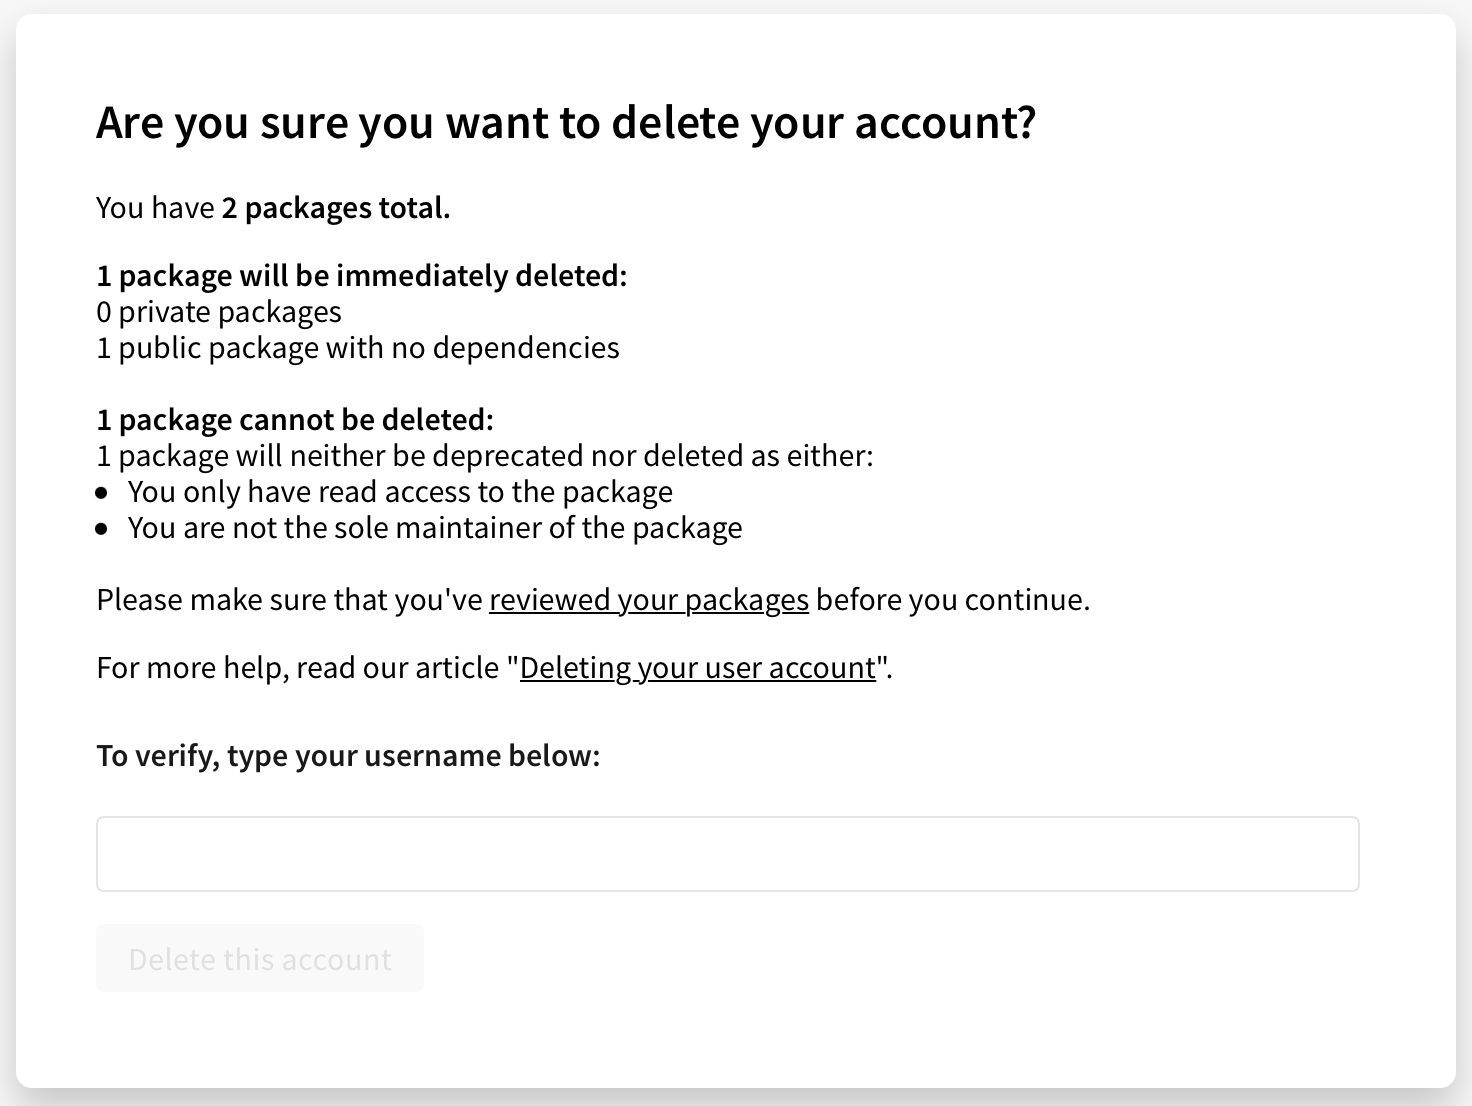 Are you sure you want to delete your account?
You have 2 packages total.
1 package will be immediately deleted:
0 private packages
1 public package with no dependencies
1 package cannot be deleted:
1 package will neither be deprecated nor deleted as either:
• You only have read access to the package
• You are not the sole maintainer of the package
Please make sure that you've reviewed your packages before you continue.
For more help, read our article "Deleting your user account".
To verify, type your username below:
Delete this account